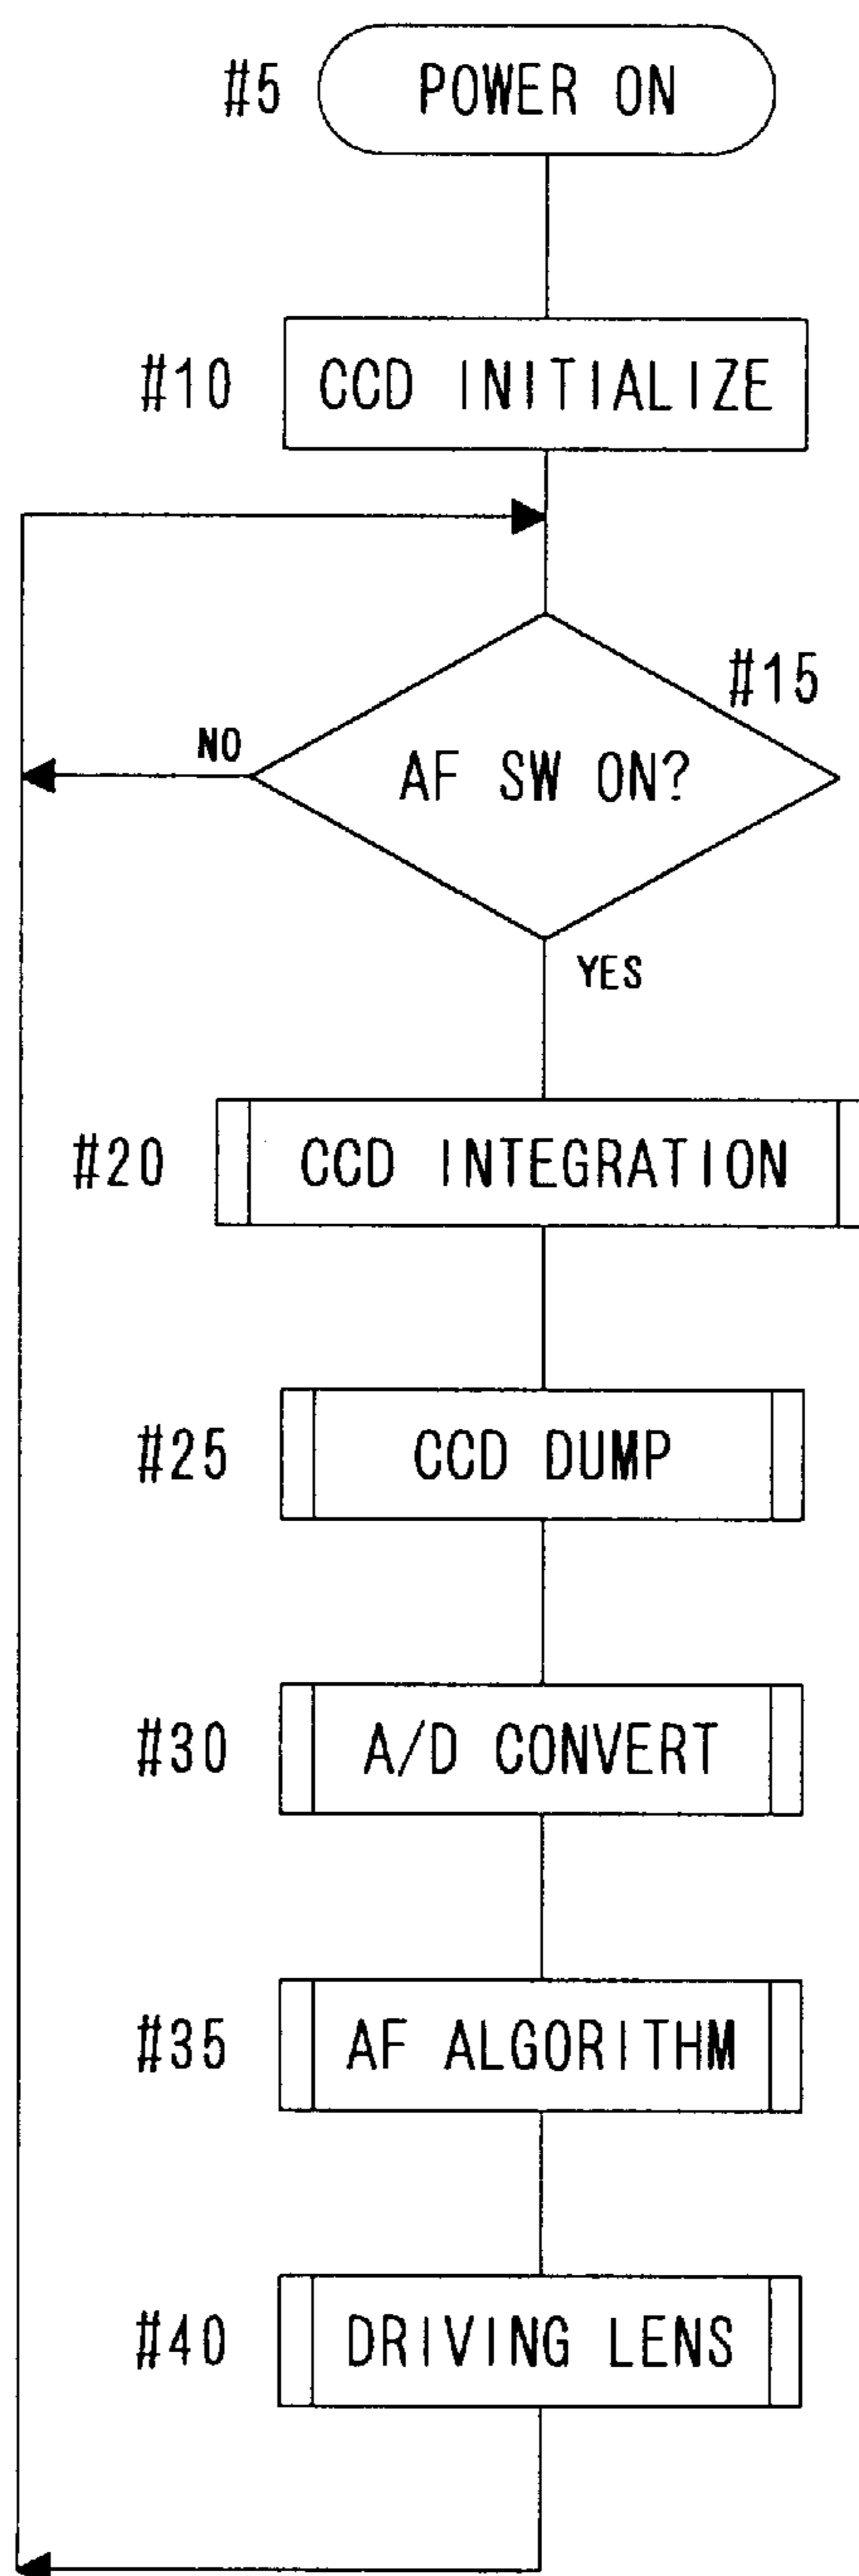 #5 POWER ON
#10 CCD INITIALIZE
#15
NO AF SW ON?
YES
#20 CCD INTEGRATION
#25 CCD DUMP
#30 A/D CONVERT
#35 AF ALGORITHM
#40 DRIVING LENS